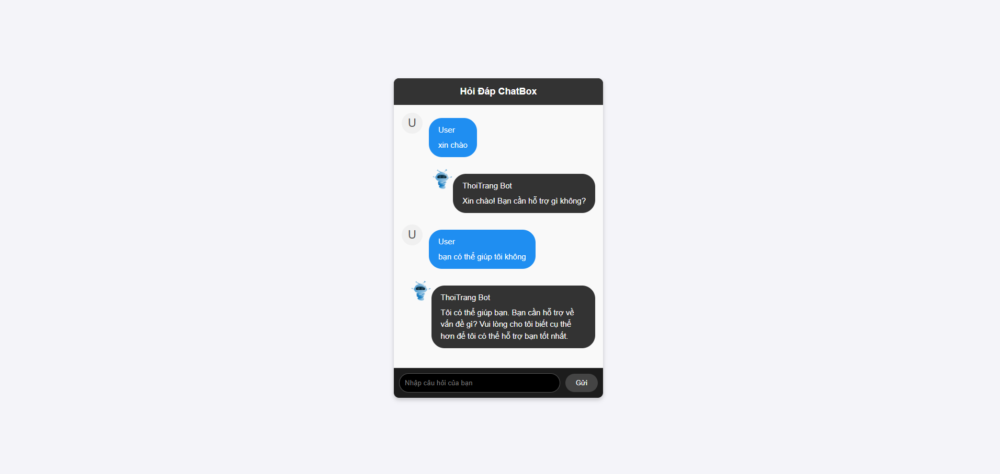 Hỏi Đáp ChatBox
U
User
xin chào
ThoiTrang Bot
Xin chào! Bạn cần hỗ trợ gì không?
U
User
bạn có thể giúp tôi không
ThoiTrang Bot
Tôi có thể giúp bạn. Bạn cần hỗ trợ về
vấn đề gì? Vui lòng cho tôi biết cụ thể
hơn để tôi có thể hỗ trợ bạn tốt nhất.
Nhập câu hỏi của bạn
Gửi